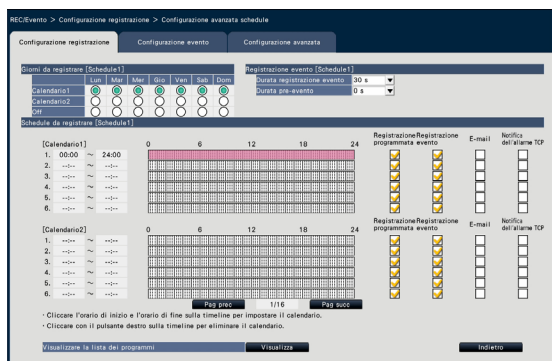 REC/Evento > Configurazione registrazione > Configurazione avanzata schedule
Configurazione registrazione Configurazione evento Configurazione avanzata
Giorni da registrare [Schedule1] Registrazione evento [Schedule1]
Lun Mar Mer Gio Ven Sab Dom Durata registrazione evento 30 s
Calendario1 Durata pre-evento 0 s
Calendario2
Off
Schedule da registrare [Schedule1]
[Calendario1] 0 6 12 18 24 Registrazione programmata Registrazione evento E-mail Notifica dell'allarme TCP
1. 00:00 ~ 24:00
2. --:-- ~ --:--
3. --:-- ~ --:--
4. --:-- ~ --:--
5. --:-- ~ --:--
6. --:-- ~ --:--
[Calendario2] 0 6 12 18 24 Registrazione programmata Registrazione evento E-mail Notifica dell'allarme TCP
1. --:-- ~ --:--
2. --:-- ~ --:--
3. --:-- ~ --:--
4. --:-- ~ --:--
5. --:-- ~ --:--
6. --:-- ~ --:--
Pag prec 1/16 Pag succ
· Cliccare l'orario di inizio e l'orario di fine sulla timeline per impostare il calendario.
· Cliccare con il pulsante destro sulla timeline per eliminare il calendario.
Visualizzare la lista dei programmi Visualizza Indietro